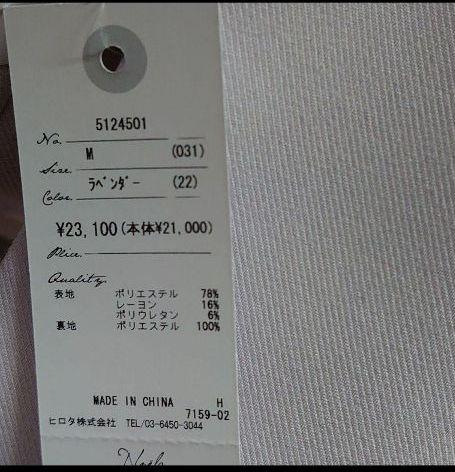 5124501
No.
M (031)
Size.
ラベンダー (22)
Color.
¥23,100(本体¥21,000)
Price.
Quality.
表地 ポリエステル 78%
レーヨン 16%
ポリウレタン 6%
裏地 ポリエステル 100%
MADE IN CHINA H
7159-02
ヒロタ株式会社 TEL/03-6450-3044